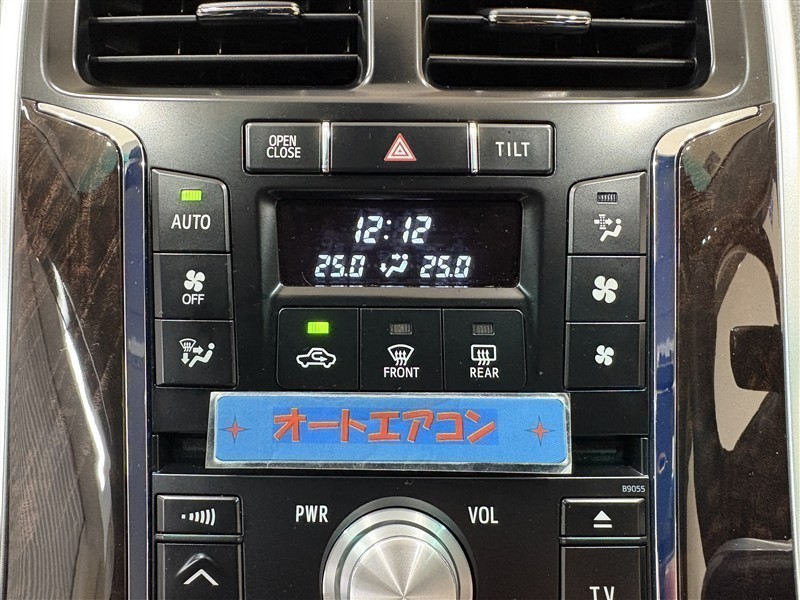 OPEN
CLOSE
TILT
AUTO
12:12
25.0 25.0
OFF
FRONT
REAR
オートエアコン
B9055
PWR
VOL
TV